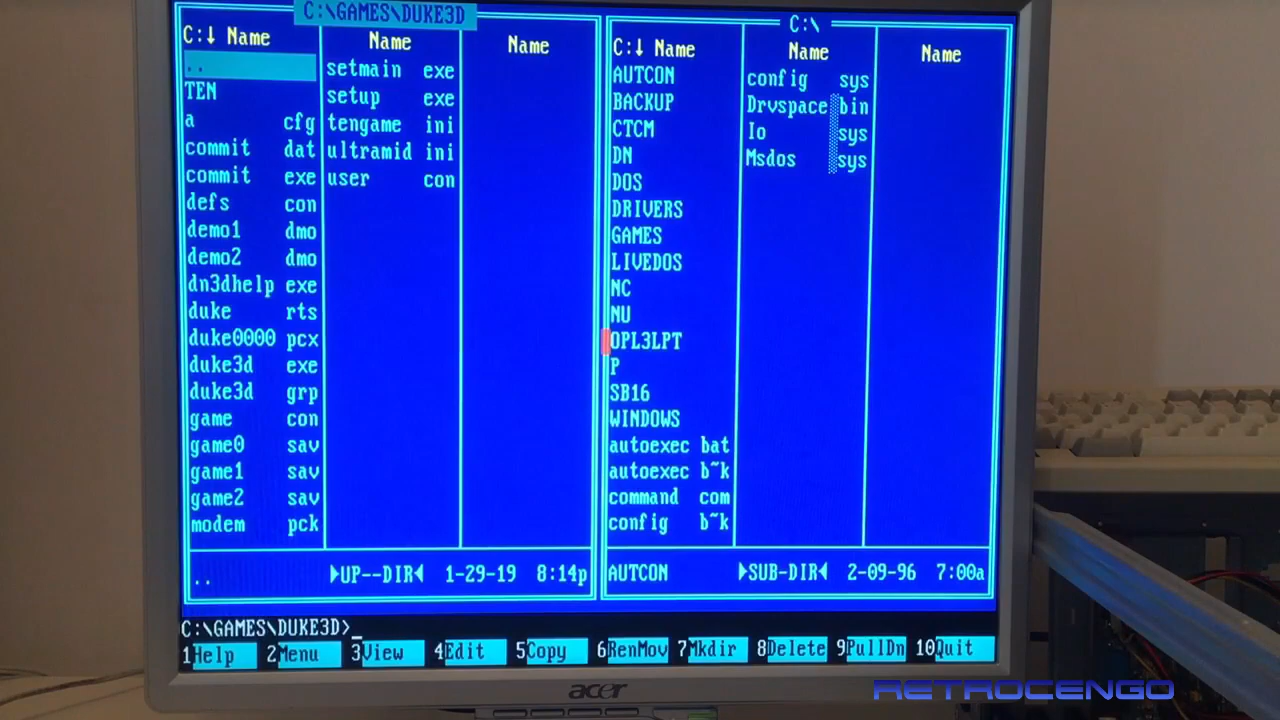 C:\GAMES\DUKE3D
C:↓ Name Name Name
..
TEN
a cfg
commit dat
commit exe
defs con
demo1 dmo
demo2 dmo
dn3dhelp exe
duke rts
duke0000 pcx
duke3d exe
duke3d grp
game con
game0 sav
game1 sav
game2 sav
modem pck
setmain exe
setup exe
tengame ini
ultramid ini
user con
.. ►UP--DIR◄ 1-29-19 8:14p
C:\
C:↓ Name Name Name
AUTCON
BACKUP
CTCM
DN
DOS
DRIVERS
GAMES
LIVEDOS
NC
NU
OPL3LPT
P
SB16
WINDOWS
autoexec bat
autoexec b~k
command com
config b~k
config sys
Drvspace░bin
Io ░sys
Msdos ░sys
AUTCON ►SUB-DIR◄ 2-09-96 7:00a
C:\GAMES\DUKE3D>_
1Help 2Menu 3View 4Edit 5Copy 6RenMov 7Mkdir 8Delete 9PullDn 10Quit
acer
RETROCENGO